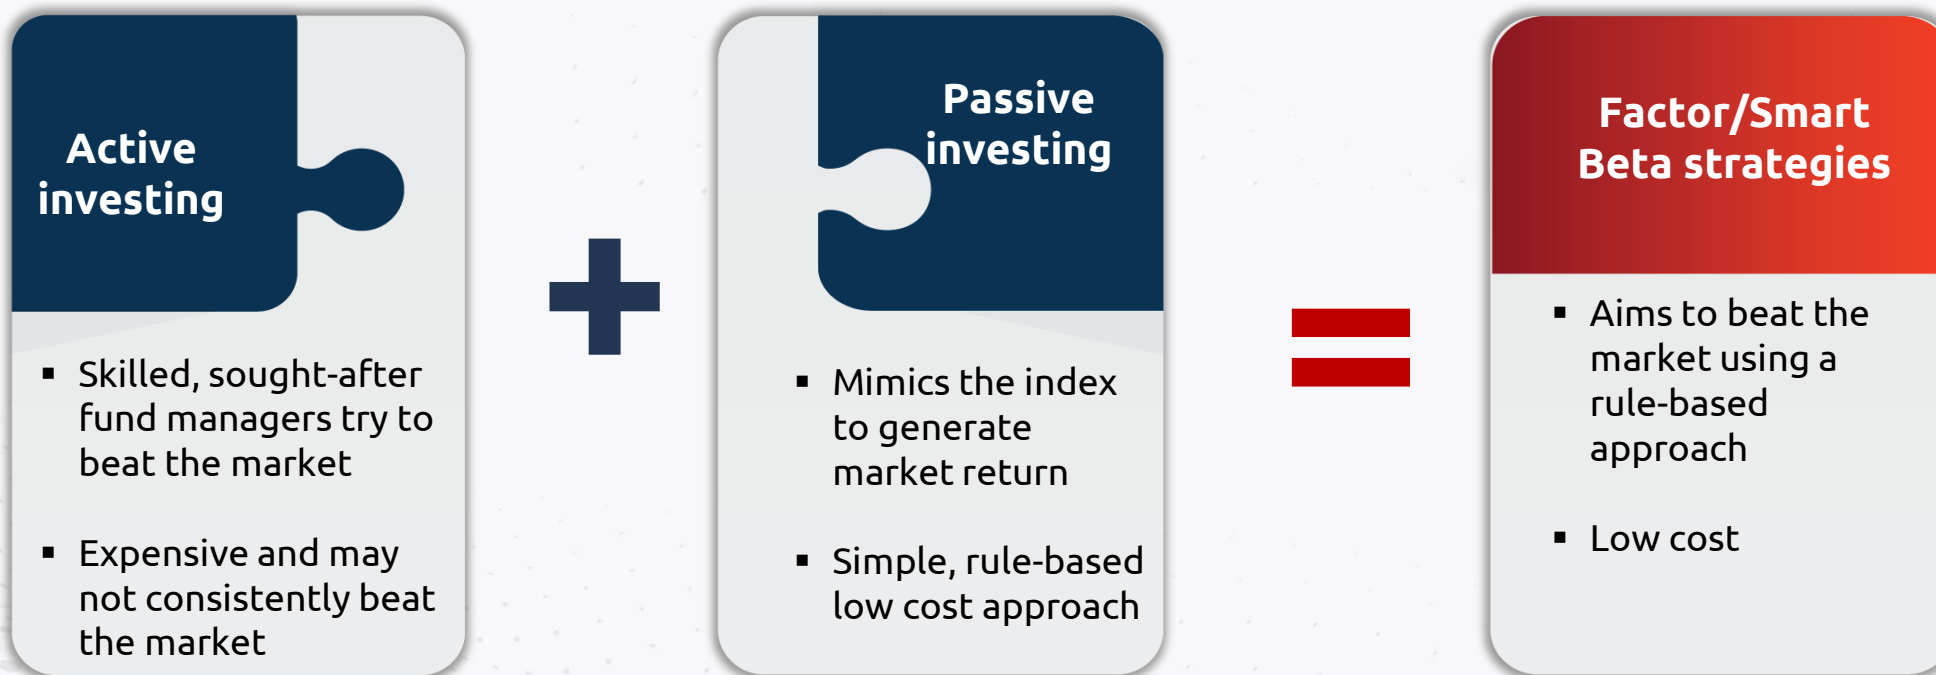 Active
investing
▪ Skilled, sought-after
fund managers try to
beat the market
▪ Expensive and may
not consistently beat
the market
+
Passive
investing
▪ Mimics the index
to generate
market return
▪ Simple, rule-based
low cost approach
=
Factor/Smart
Beta strategies
▪ Aims to beat the
market using a
rule-based
approach
▪ Low cost